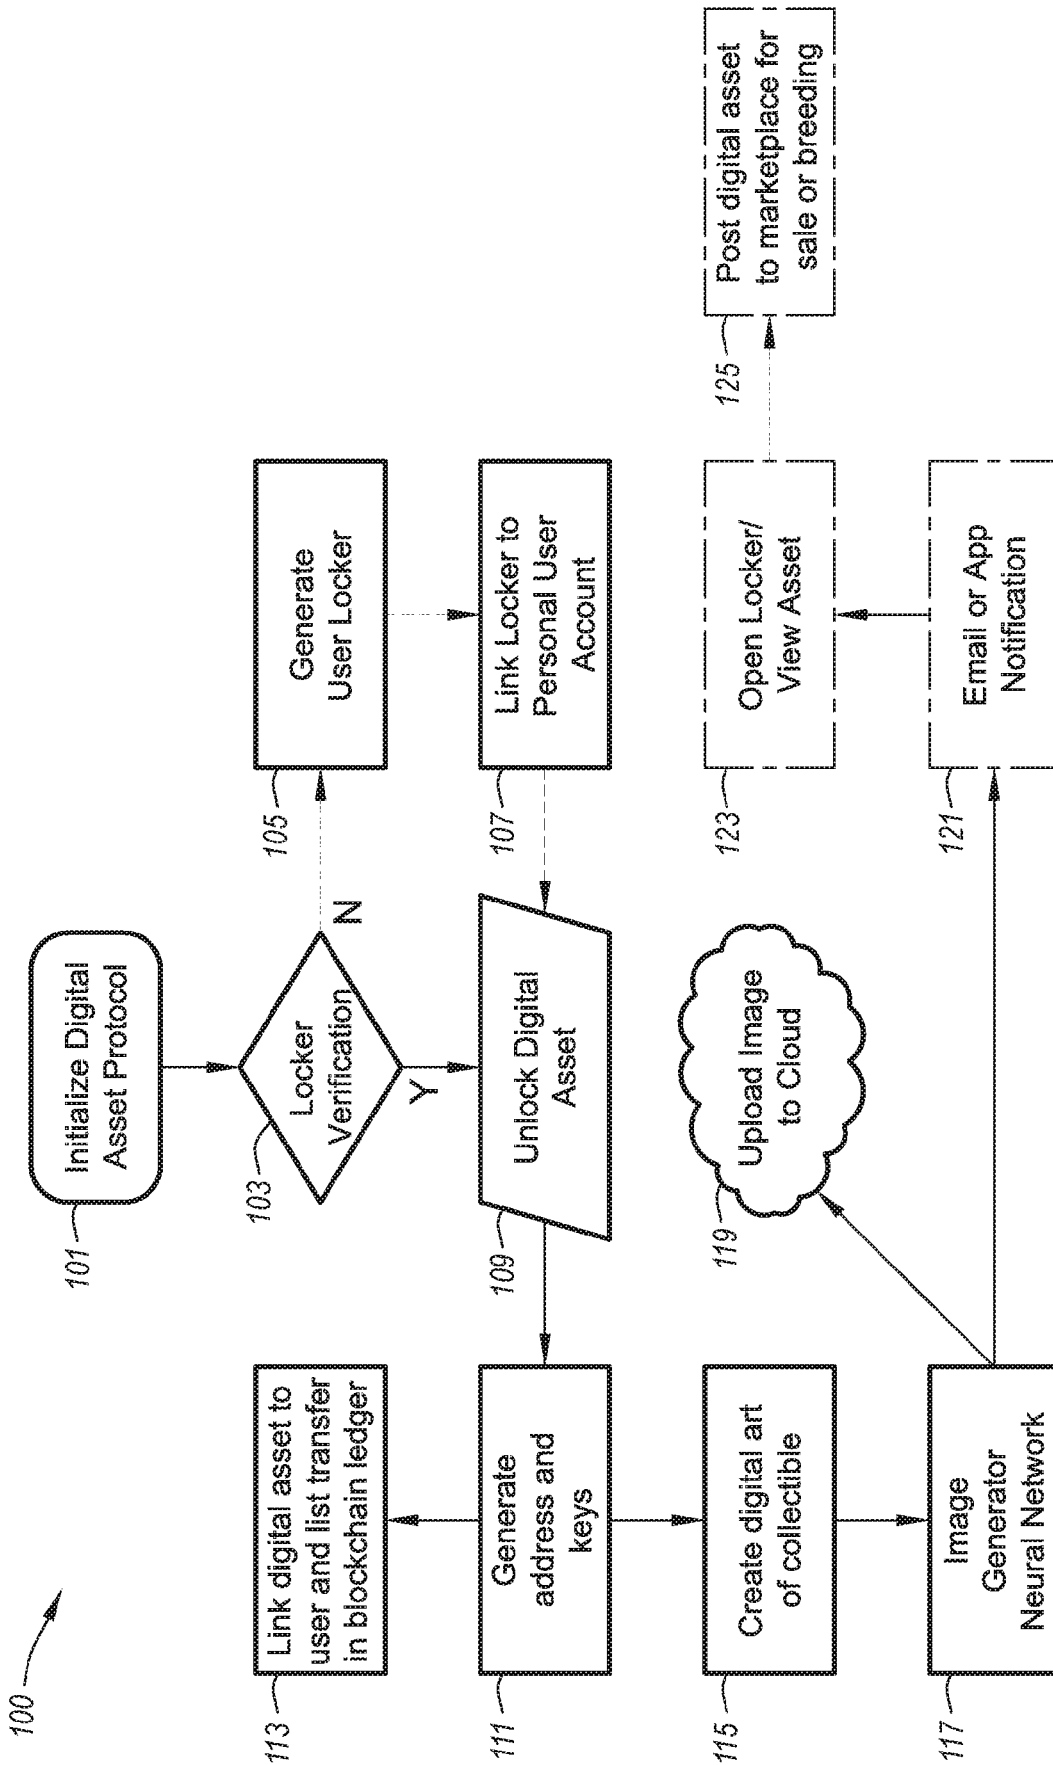 100
Initialize Digital
Asset Protocol
101
Locker
Verification
103
N
Y
Generate
User Locker
105
Link Locker to
Personal User
Account
107
Unlock Digital
Asset
109
Generate
address and
keys
111
Link digital asset to
user and list transfer
in blockchain ledger
113
Create digital art
of collectible
115
Image
Generator
Neural Network
117
Upload Image
to Cloud
119
Email or App
Notification
121
Open Locker/
View Asset
123
Post digital asset
to marketplace for
sale or breeding
125